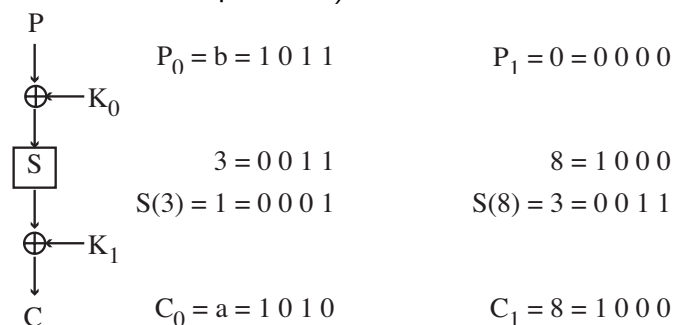 P
P0 = b = 1 0 1 1 P1 = 0 = 0 0 0 0
K0
S 3 = 0 0 1 1 8 = 1 0 0 0
S(3) = 1 = 0 0 0 1 S(8) = 3 = 0 0 1 1
K1
C C0 = a = 1 0 1 0 C1 = 8 = 1 0 0 0